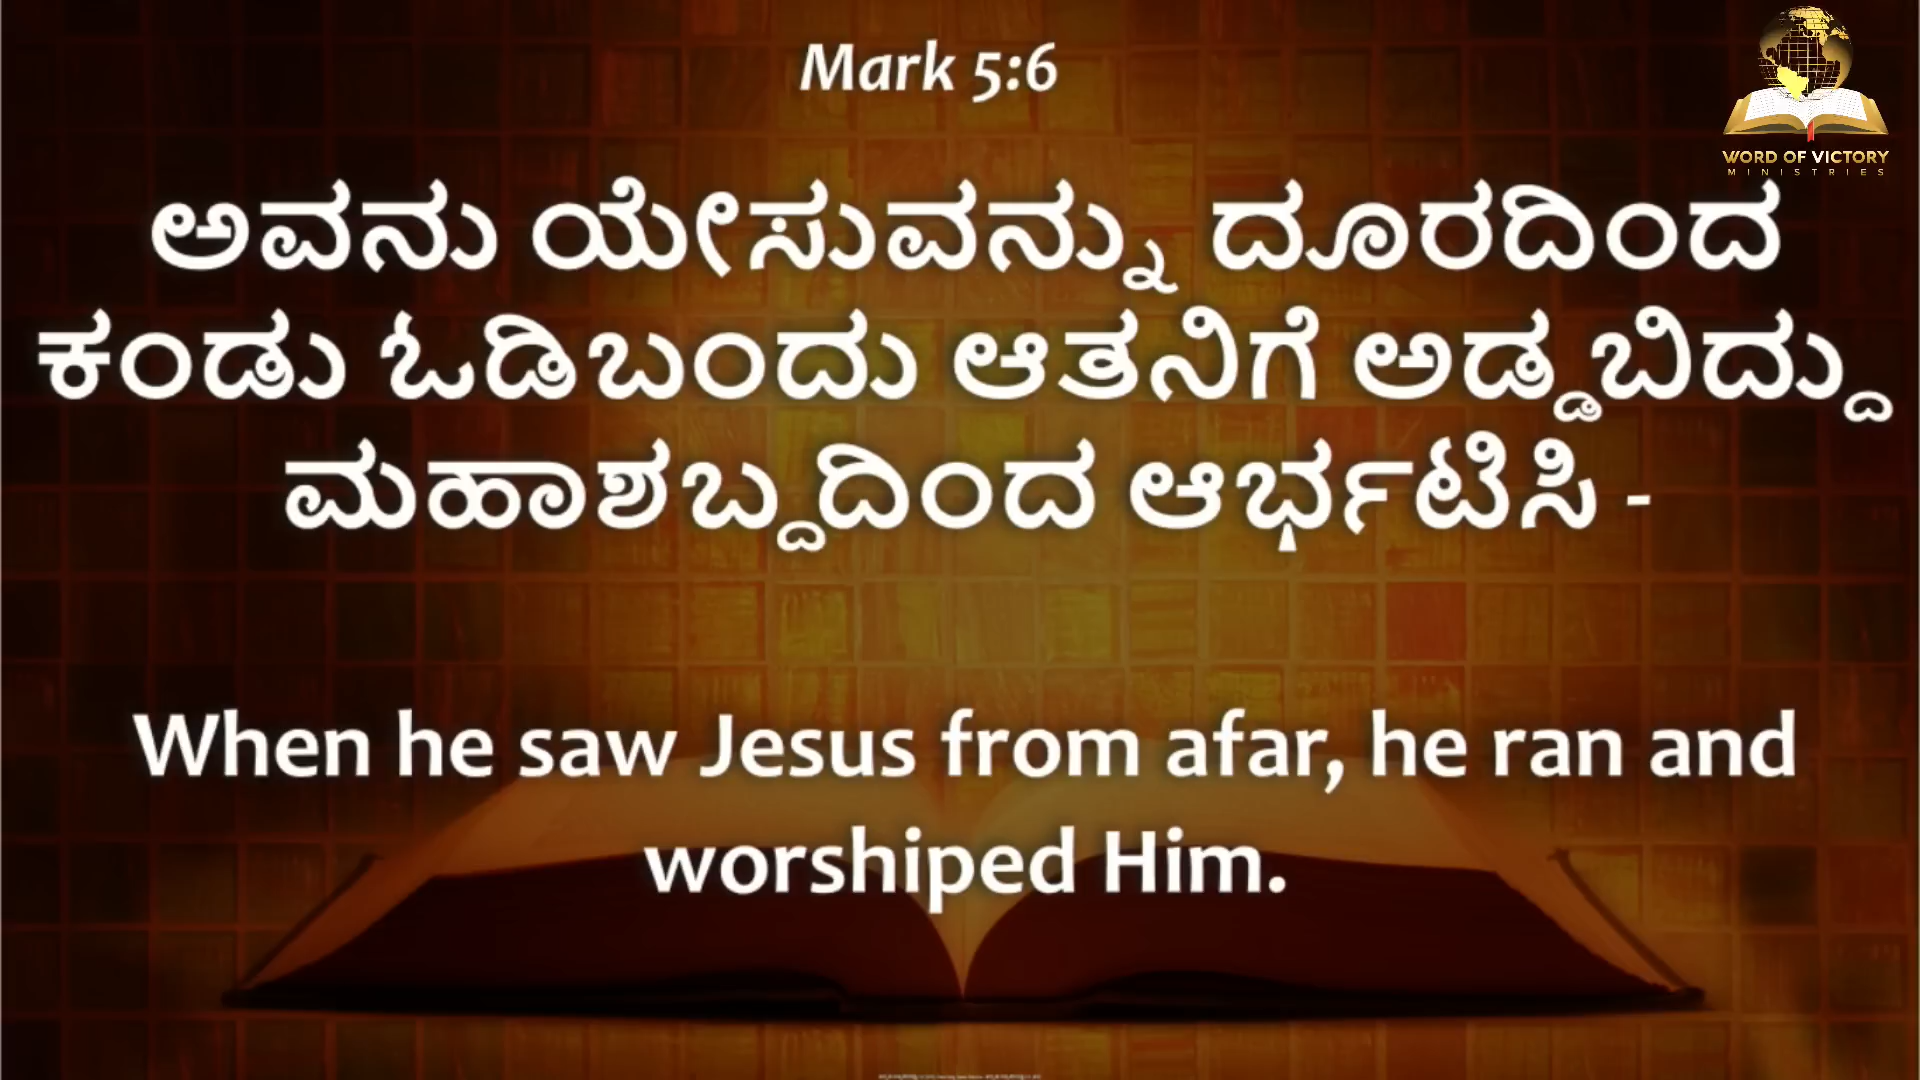 Mark 5:6
WORD OF VICTORY
MINISTRIES
ಅವನು ಯೇಸುವನ್ನು ದೂರದಿಂದ
ಕಂಡು ಓಡಿಬಂದು ಆತನಿಗೆ ಅಡ್ಡಬಿದ್ದು
ಮಹಾಶಬ್ದದಿಂದ ಆರ್ಭಟಿಸಿ -
When he saw Jesus from afar, he ran and
worshiped Him.